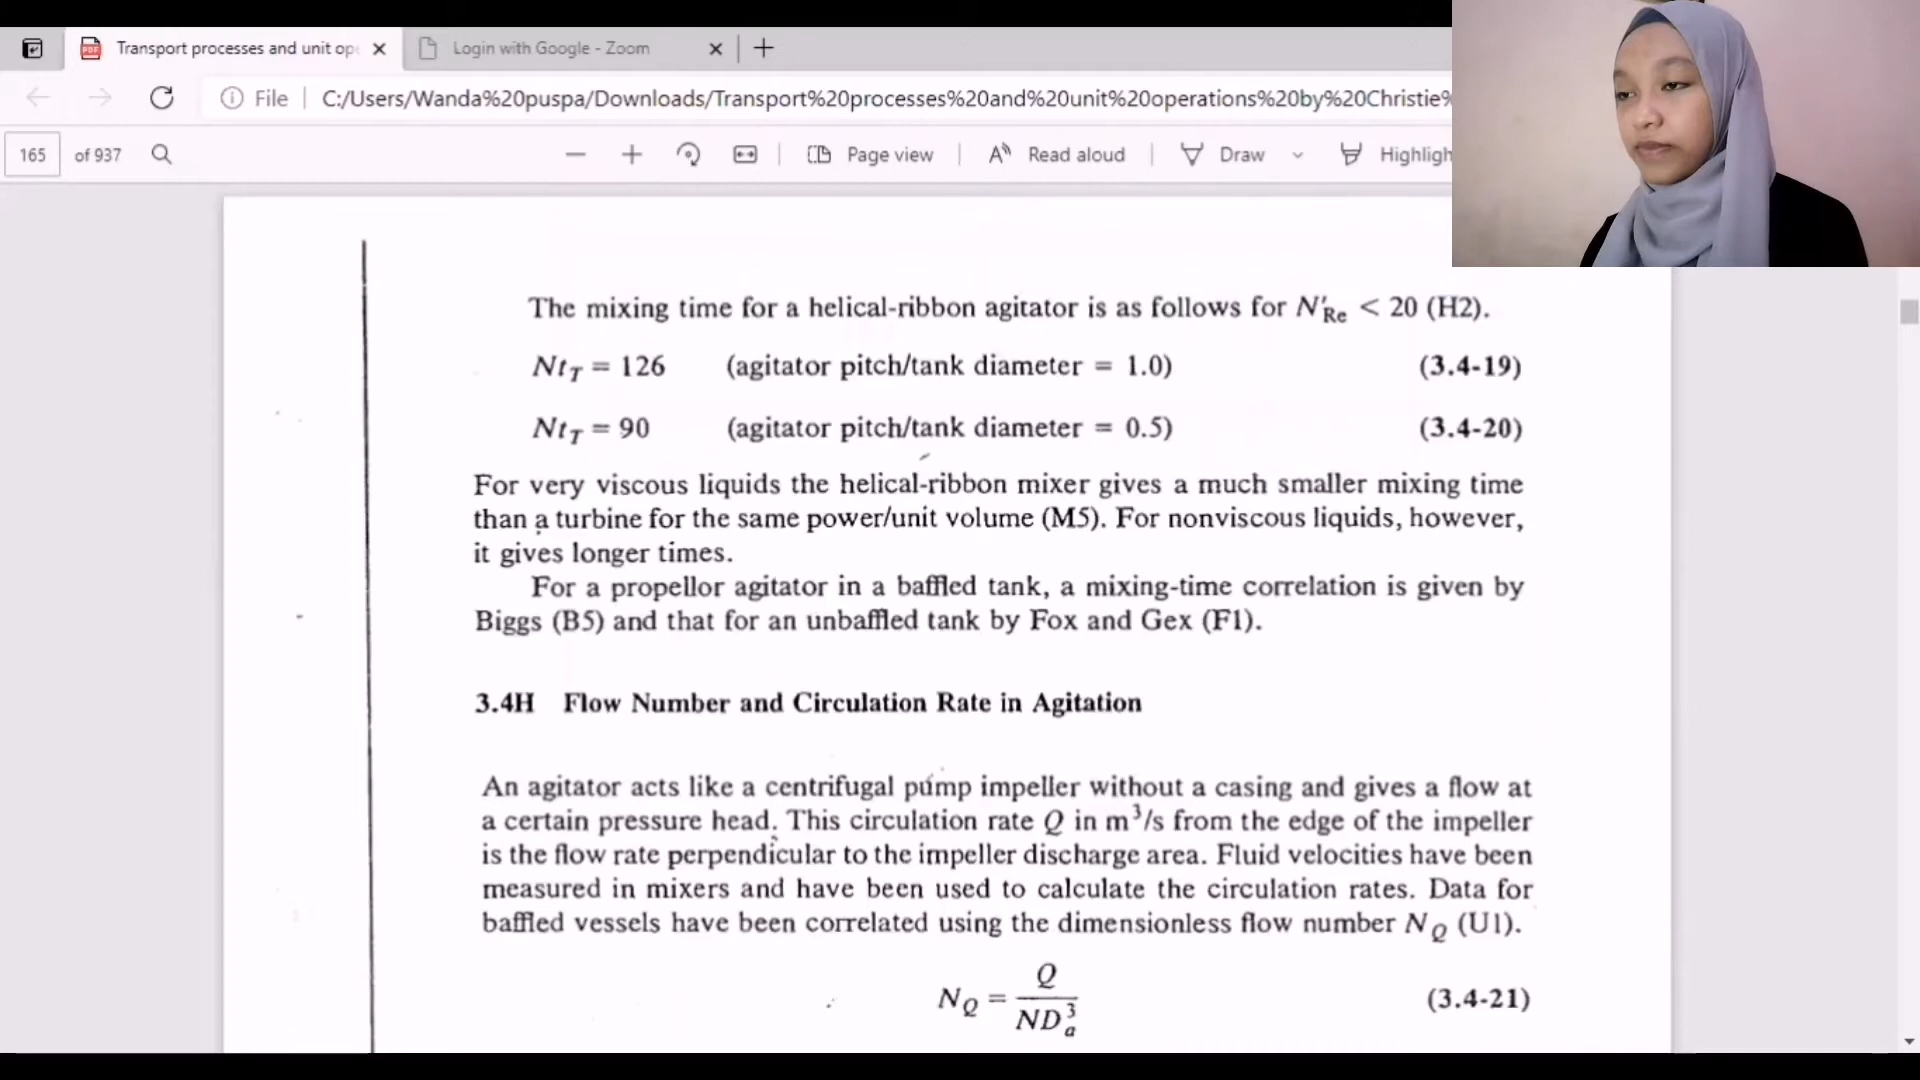 Transport processes and unit op
Login with Google - Zoom
File
C:/Users/Wanda%20puspa/Downloads/Transport%20processes%20and%20unit%20operations%20by%20Christie%
165 of 937
Page view
Read aloud
Draw
Highligh
The mixing time for a helical-ribbon agitator is as follows for N′Re < 20 (H2).
NtT = 126 (agitator pitch/tank diameter = 1.0) (3.4-19)
NtT = 90 (agitator pitch/tank diameter = 0.5) (3.4-20)
For very viscous liquids the helical-ribbon mixer gives a much smaller mixing time
than a turbine for the same power/unit volume (M5). For nonviscous liquids, however,
it gives longer times.
For a propellor agitator in a baffled tank, a mixing-time correlation is given by
Biggs (B5) and that for an unbaffled tank by Fox and Gex (F1).
3.4H Flow Number and Circulation Rate in Agitation
An agitator acts like a centrifugal pump impeller without a casing and gives a flow at
a certain pressure head. This circulation rate Q in m³/s from the edge of the impeller
is the flow rate perpendicular to the impeller discharge area. Fluid velocities have been
measured in mixers and have been used to calculate the circulation rates. Data for
baffled vessels have been correlated using the dimensionless flow number NQ (U1).
NQ = Q / NDa³ (3.4-21)